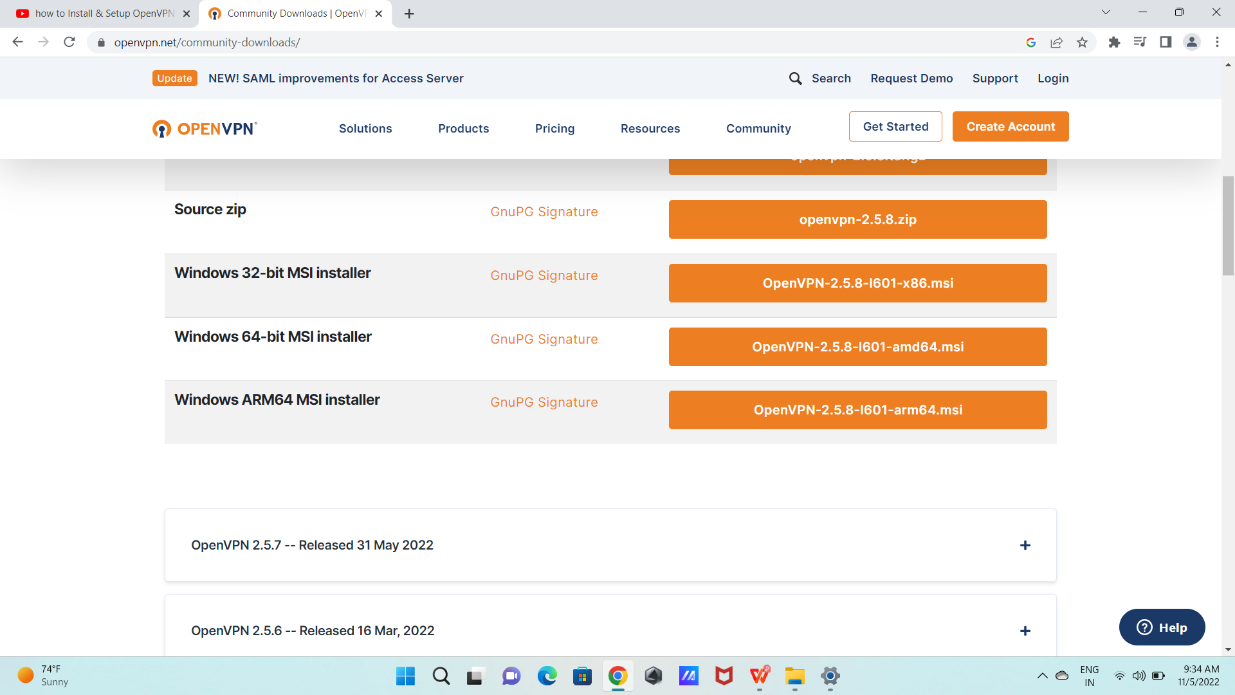 how to Install & Setup OpenVPN
Community Downloads | OpenV
openvpn.net/community-downloads/
Update NEW! SAML improvements for Access Server
Search Request Demo Support Login
OPENVPN
Solutions Products Pricing Resources Community Get Started Create Account
Source zip GnuPG Signature openvpn-2.5.8.zip
Windows 32-bit MSI installer GnuPG Signature OpenVPN-2.5.8-I601-x86.msi
Windows 64-bit MSI installer GnuPG Signature OpenVPN-2.5.8-I601-amd64.msi
Windows ARM64 MSI installer GnuPG Signature OpenVPN-2.5.8-I601-arm64.msi
OpenVPN 2.5.7 -- Released 31 May 2022 +
OpenVPN 2.5.6 -- Released 16 Mar, 2022 +
Help
74°F
Sunny
ENG
IN
9:34 AM
11/5/2022